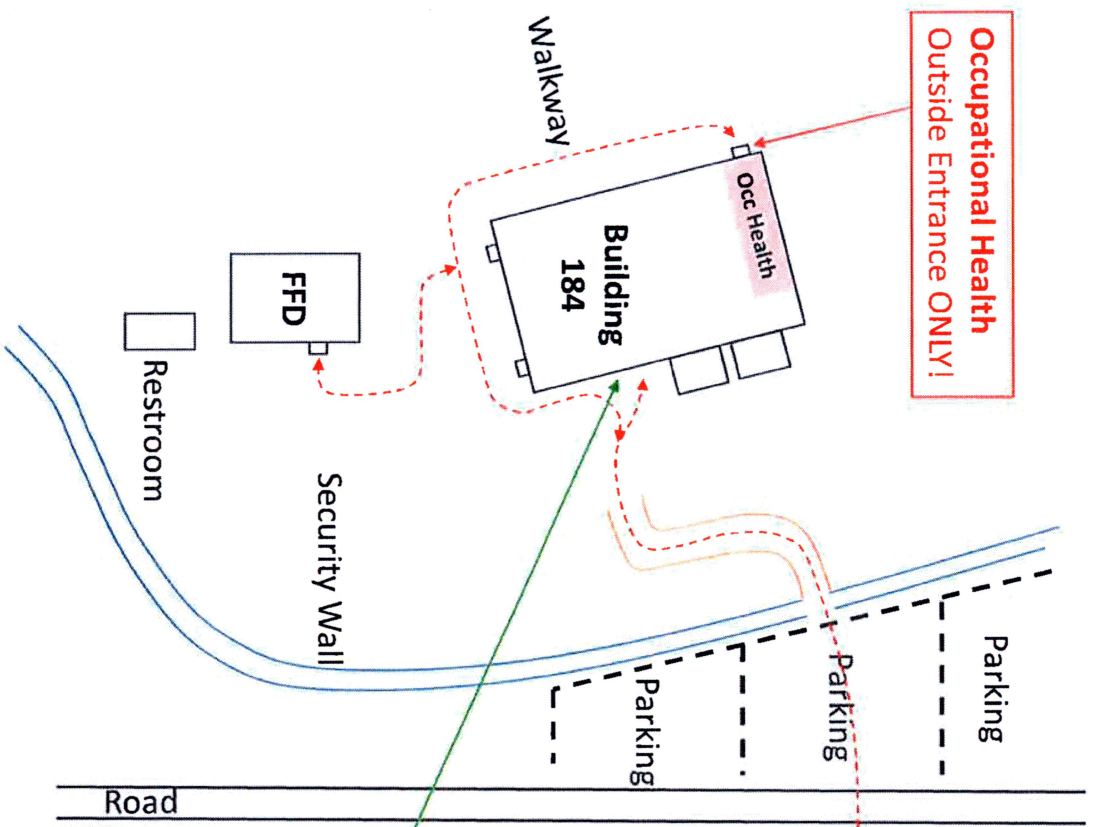 Occupational Health
Outside Entrance ONLY!
Walkway
Occ Health
Building
184
FFD
Restroom
Security Wall
Parking
Parking
Parking
Road